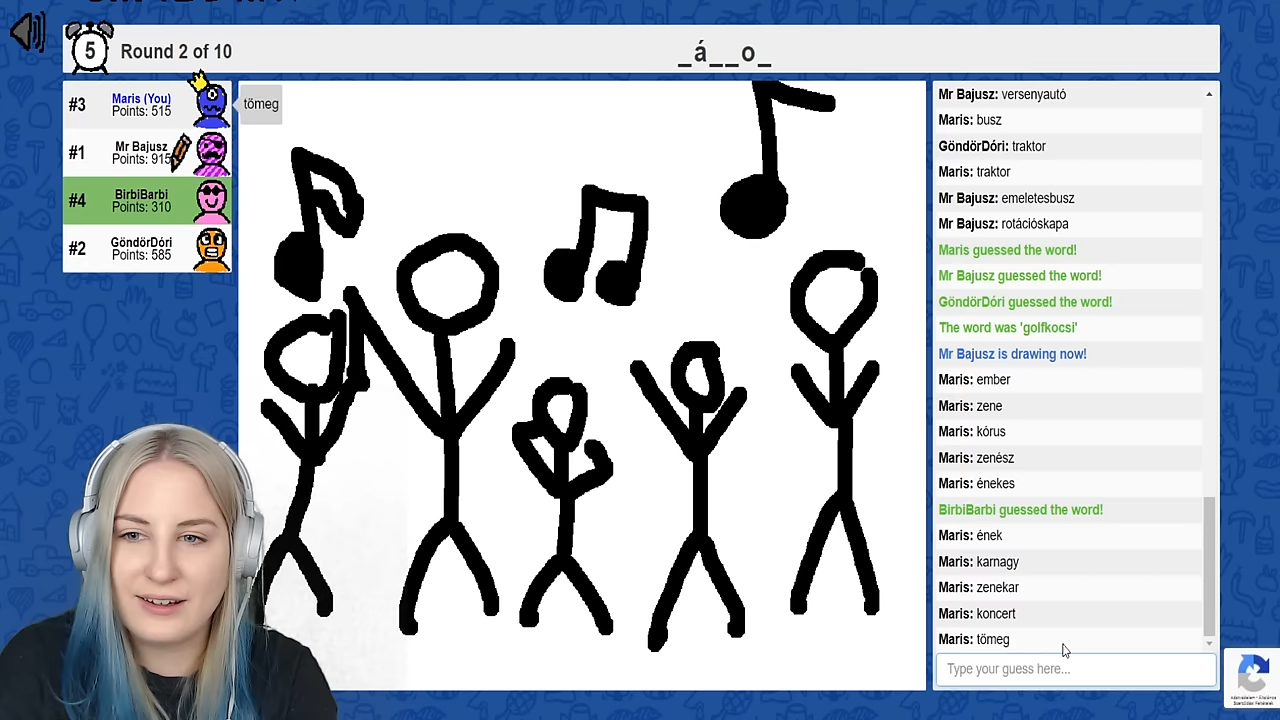 5
Round 2 of 10
_á__o_
#3
Maris (You)
Points: 515
tömeg
#1
Mr Bajusz
Points: 915
#4
BirbiBarbi
Points: 310
#2
GöndörDóri
Points: 585
Mr Bajusz: versenyautó
Maris: busz
GöndörDóri: traktor
Maris: traktor
Mr Bajusz: emeletesbusz
Mr Bajusz: rotációskapa
Maris guessed the word!
Mr Bajusz guessed the word!
GöndörDóri guessed the word!
The word was 'golfkocsi'
Mr Bajusz is drawing now!
Maris: ember
Maris: zene
Maris: kórus
Maris: zenész
Maris: énekes
BirbiBarbi guessed the word!
Maris: ének
Maris: karnagy
Maris: zenekar
Maris: koncert
Maris: tömeg
Type your guess here...